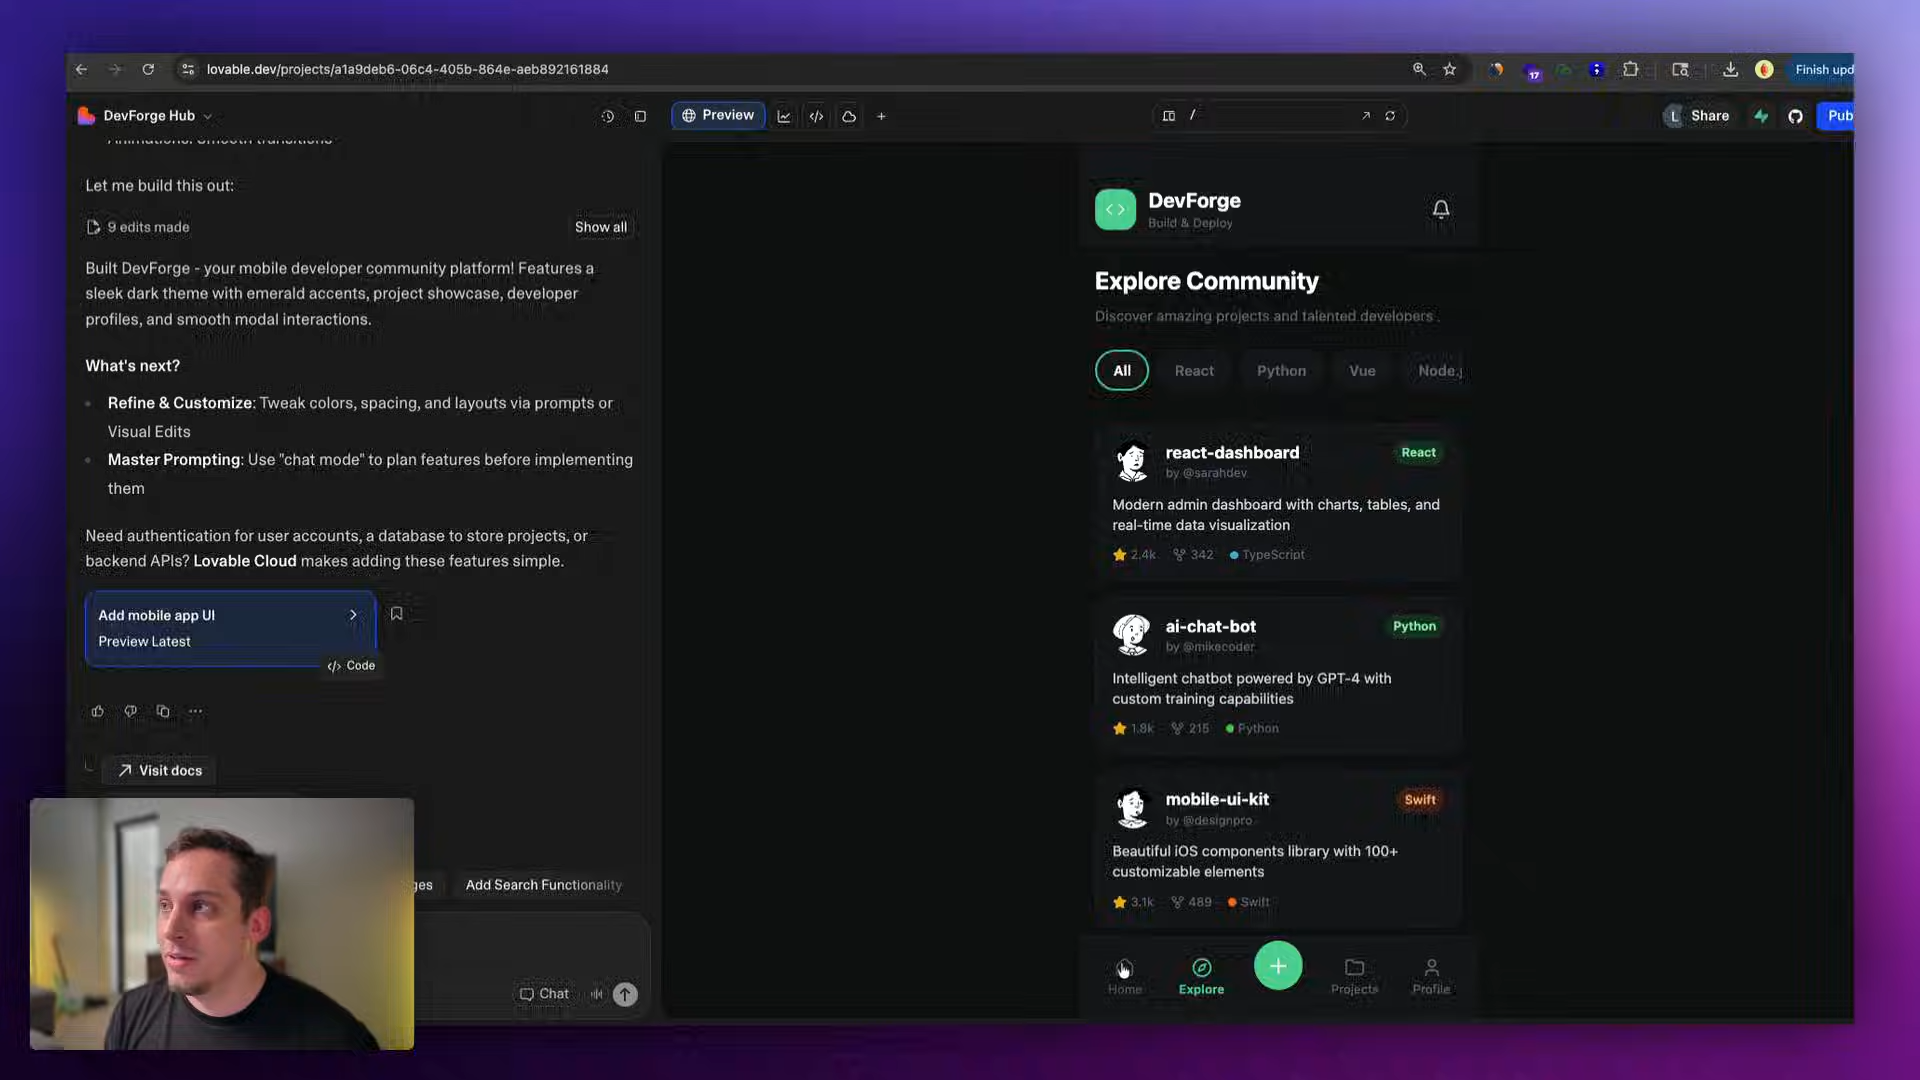 lovable.dev/projects/a1a9deb6-06c4-405b-864e-aeb892161884
17
Finish upd
DevForge Hub
Preview
/
L
Share
Pub
Animations: Smooth transitions
Let me build this out:
9 edits made
Show all
Built DevForge - your mobile developer community platform! Features a
sleek dark theme with emerald accents, project showcase, developer
profiles, and smooth modal interactions.
What's next?
Refine & Customize: Tweak colors, spacing, and layouts via prompts or
Visual Edits
Master Prompting: Use "chat mode" to plan features before implementing
them
Need authentication for user accounts, a database to store projects, or
backend APIs? Lovable Cloud makes adding these features simple.
Add mobile app UI
Preview Latest
Code
Visit docs
ges
Add Search Functionality
Chat
DevForge
Build & Deploy
Explore Community
Discover amazing projects and talented developers
All
React
Python
Vue
Node.j
react-dashboard
React
by @sarahdev
Modern admin dashboard with charts, tables, and
real-time data visualization
2.4k
342
TypeScript
ai-chat-bot
Python
by @mikecoder
Intelligent chatbot powered by GPT-4 with
custom training capabilities
1.8k
215
Python
mobile-ui-kit
Swift
by @designpro
Beautiful iOS components library with 100+
customizable elements
3.1k
489
Swift
Home
Explore
Projects
Profile